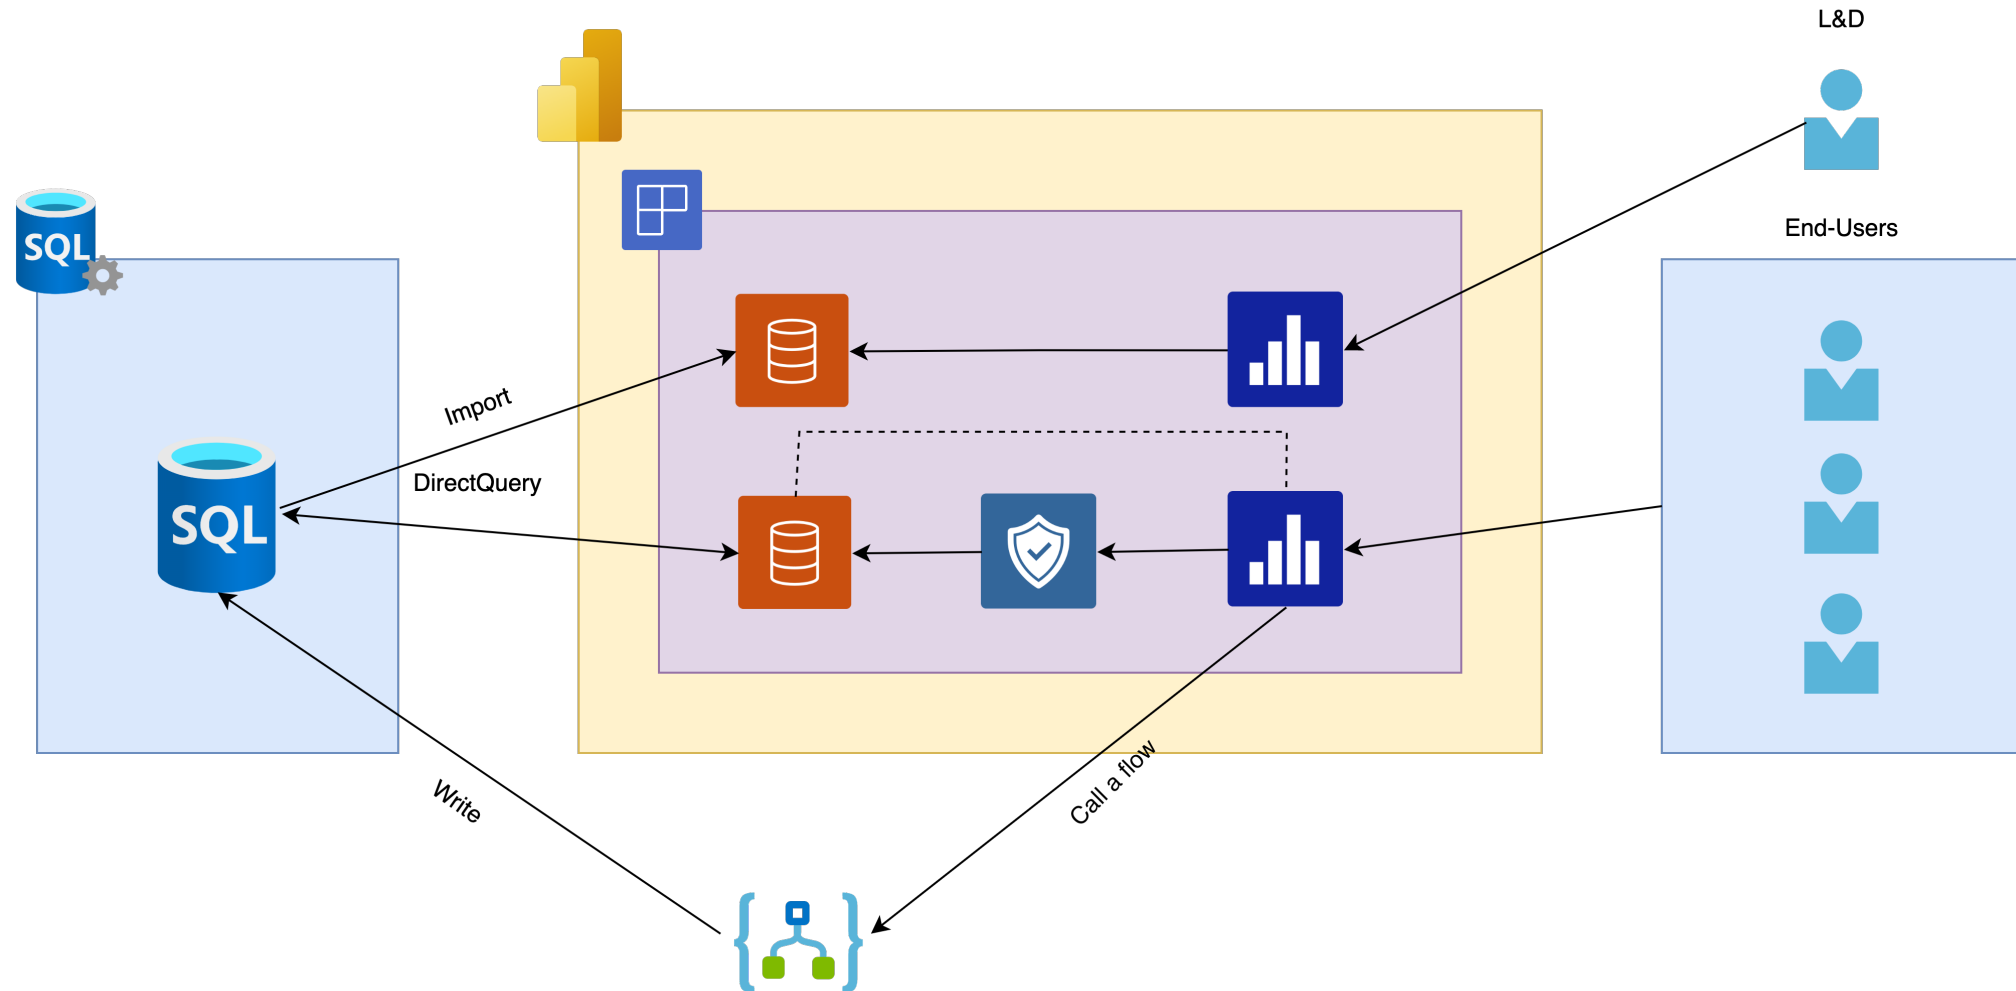 L&D
End-Users
SQL
Import
DirectQuery
SQL
Write
Call a flow